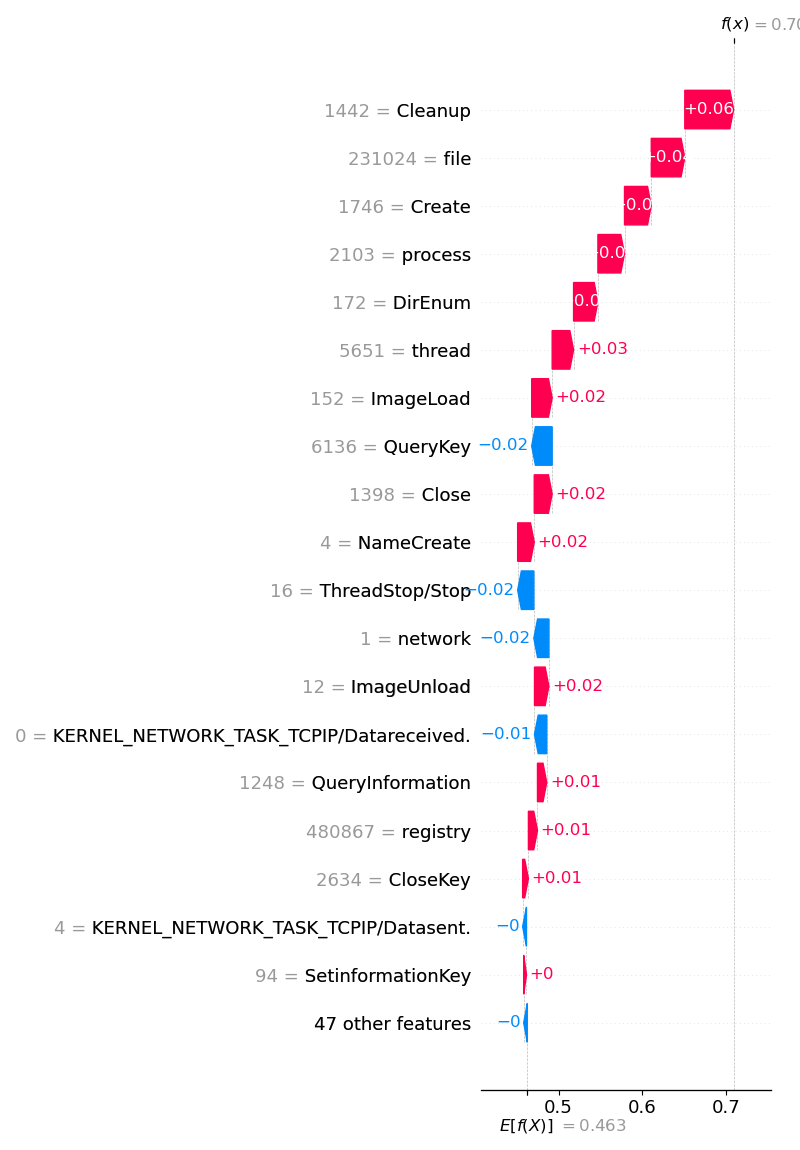 f(x) = 0.70
1442 = Cleanup
+0.06
231024 = file
1746 = Create
2103 = process
172 = DirEnum
5651 = thread
+0.03
152 = ImageLoad
+0.02
6136 = QueryKey
−0.02
1398 = Close
+0.02
4 = NameCreate
+0.02
16 = ThreadStop/Stop
−0.02
1 = network
−0.02
12 = ImageUnload
+0.02
0 = KERNEL_NETWORK_TASK_TCPIP/Datareceived.
−0.01
1248 = QueryInformation
+0.01
480867 = registry
+0.01
2634 = CloseKey
+0.01
4 = KERNEL_NETWORK_TASK_TCPIP/Datasent.
−0
94 = SetinformationKey
+0
47 other features
−0
0.5 0.6 0.7
E[f(X)] = 0.463